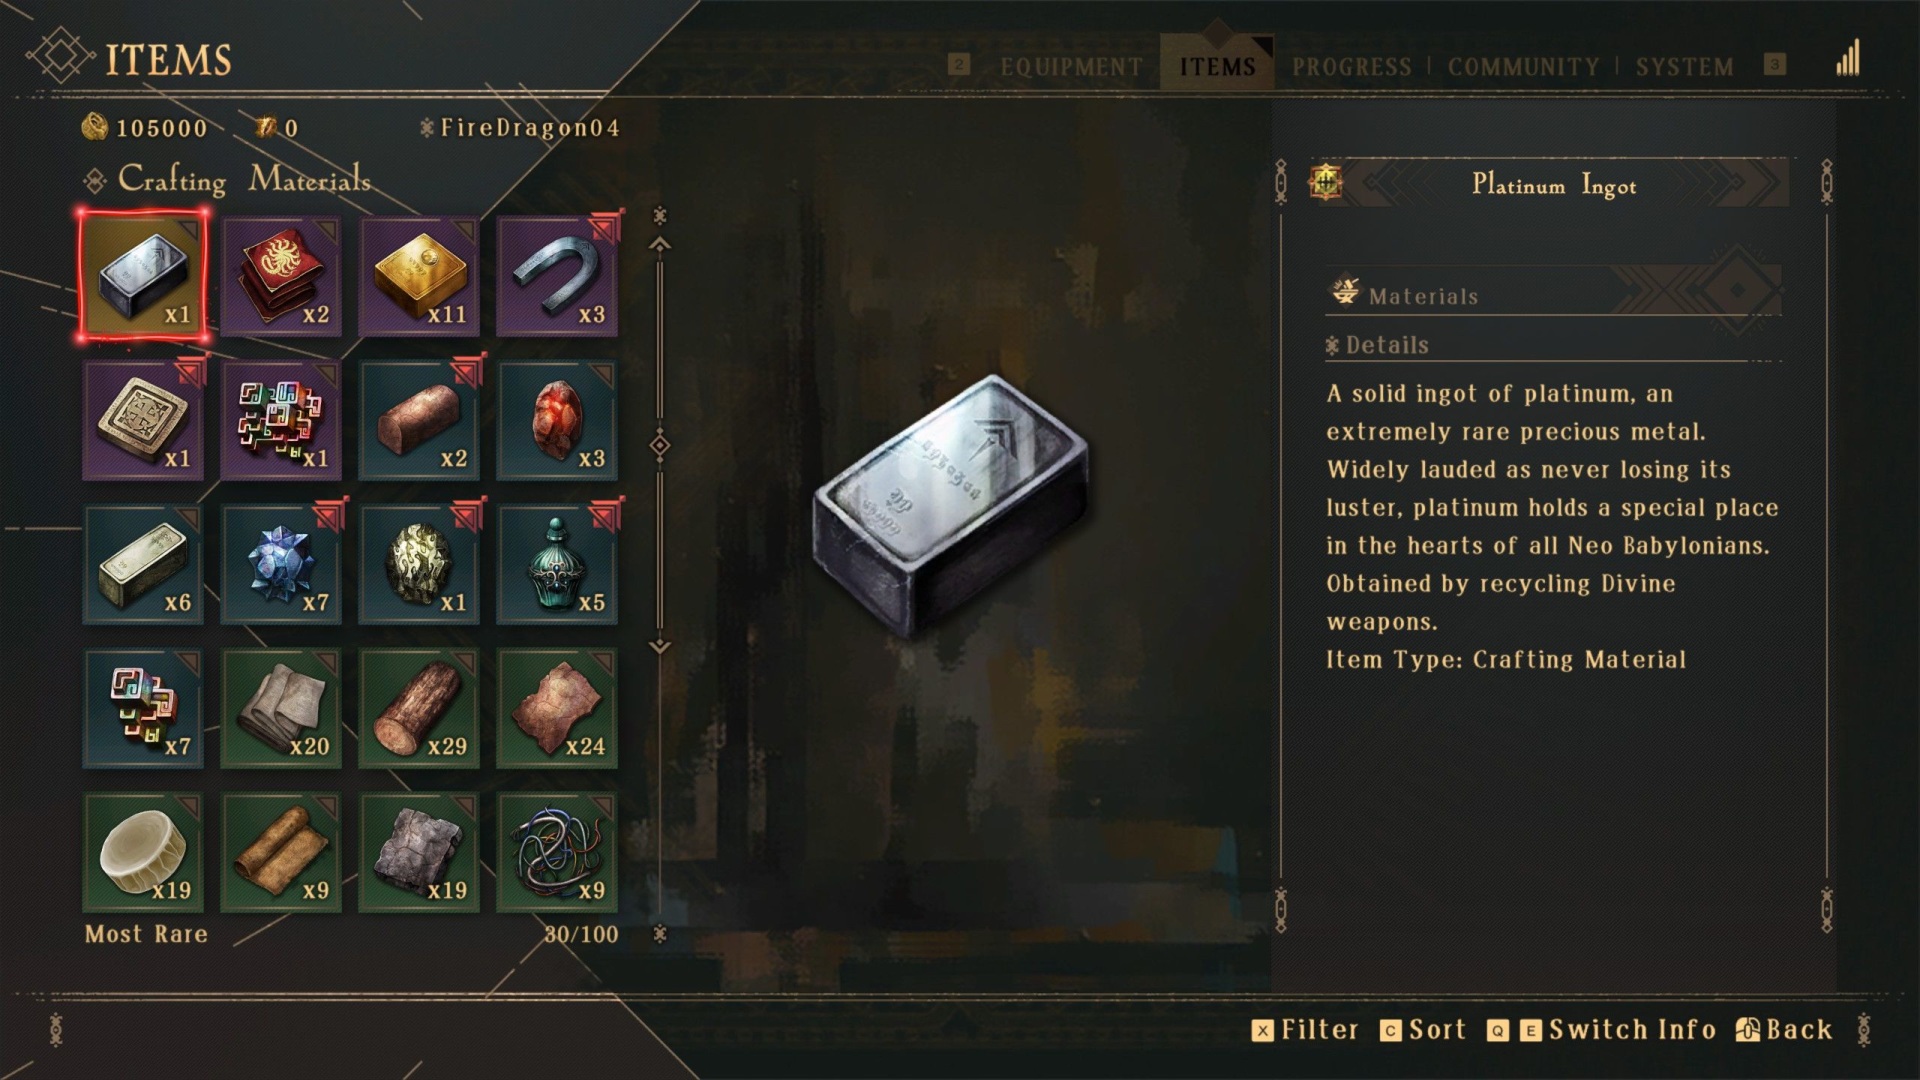 ITEMS
2 EQUIPMENT ITEMS PROGRESS COMMUNITY SYSTEM 3
105000 0 FireDragon04
Crafting Materials
x1 x2 x11 x3
x1 x1 x2 x3
x6 x7 x1 x5
x7 x20 x29 x24
x19 x9 x19 x9
Most Rare 30/100
Platinum Ingot
Materials
Details
A solid ingot of platinum, an
extremely rare precious metal.
Widely lauded as never losing its
luster, platinum holds a special place
in the hearts of all Neo Babylonians.
Obtained by recycling Divine
weapons.
Item Type: Crafting Material
X Filter C Sort Q E Switch Info Back